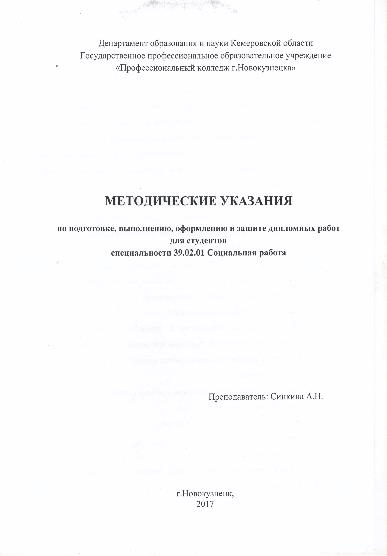 Департамент образования и науки Кемеровской области
Государственное профессиональное образовательное учреждение
«Профессиональный колледж г.Новокузнецка»
МЕТОДИЧЕСКИЕ УКАЗАНИЯ
по подготовке, выполнению, оформлению и защите дипломных работ
для студентов
специальности 39.02.01 Социальная работа
Преподаватель: Синкина А.Н.
г.Новокузнецк,
2017